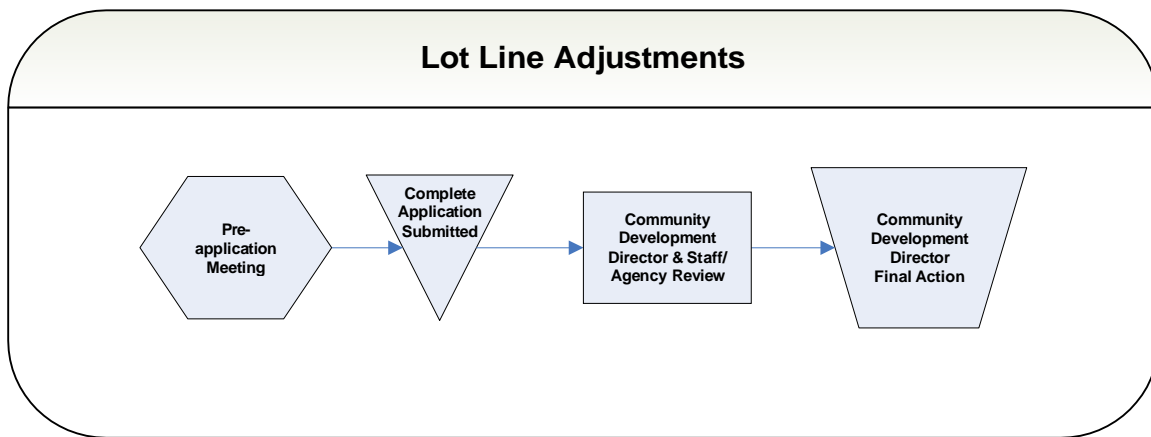 Lot Line Adjustments
Pre-
application
Meeting
Complete
Application
Submitted
Community
Development
Director & Staff/
Agency Review
Community
Development
Director
Final Action